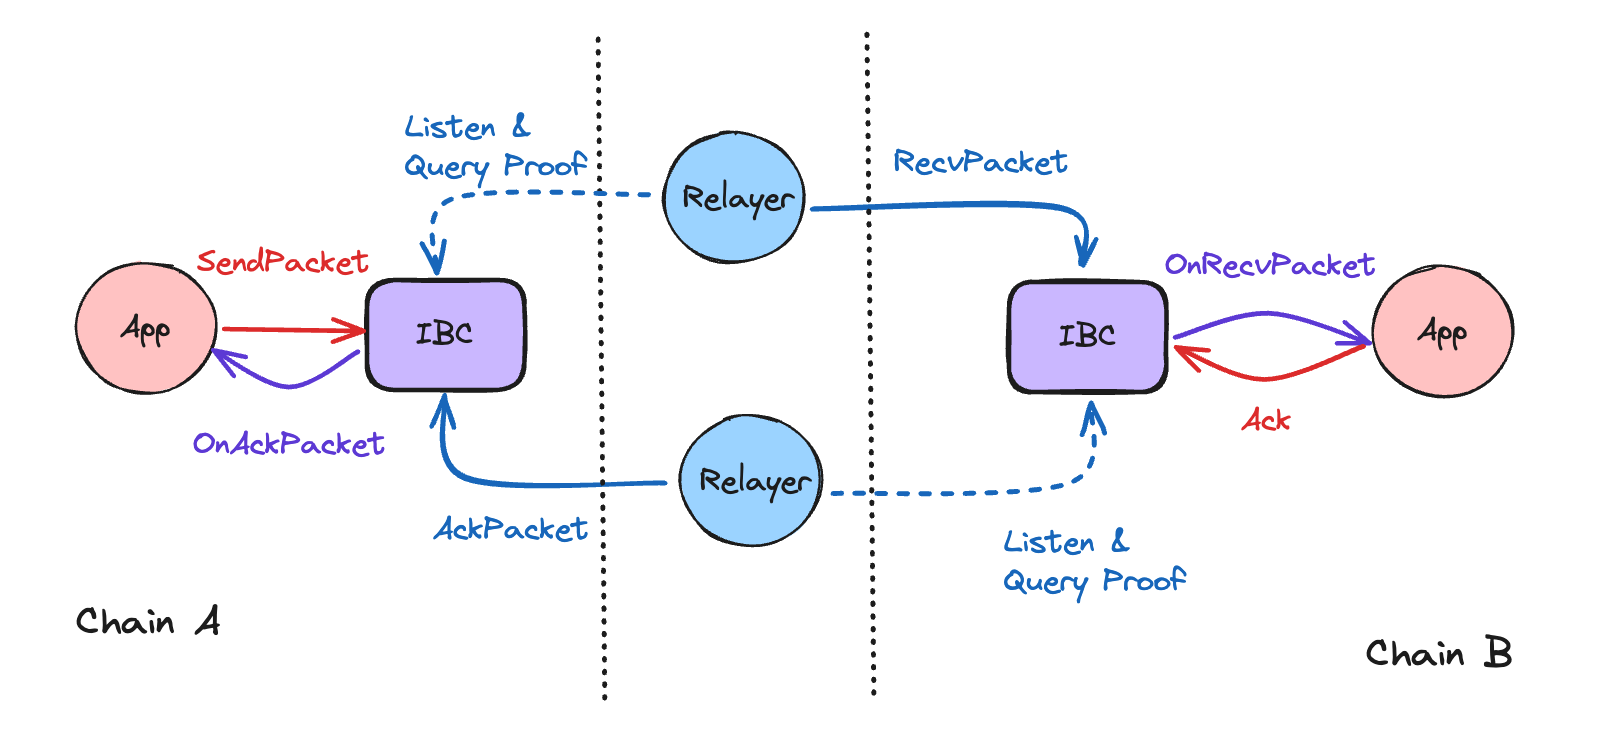 Listen &
Query Proof
Relayer
RecvPacket
SendPacket
OnRecvPacket
App
IBC
IBC
App
OnAckPacket
Ack
Relayer
AckPacket
Listen &
Query Proof
Chain A
Chain B